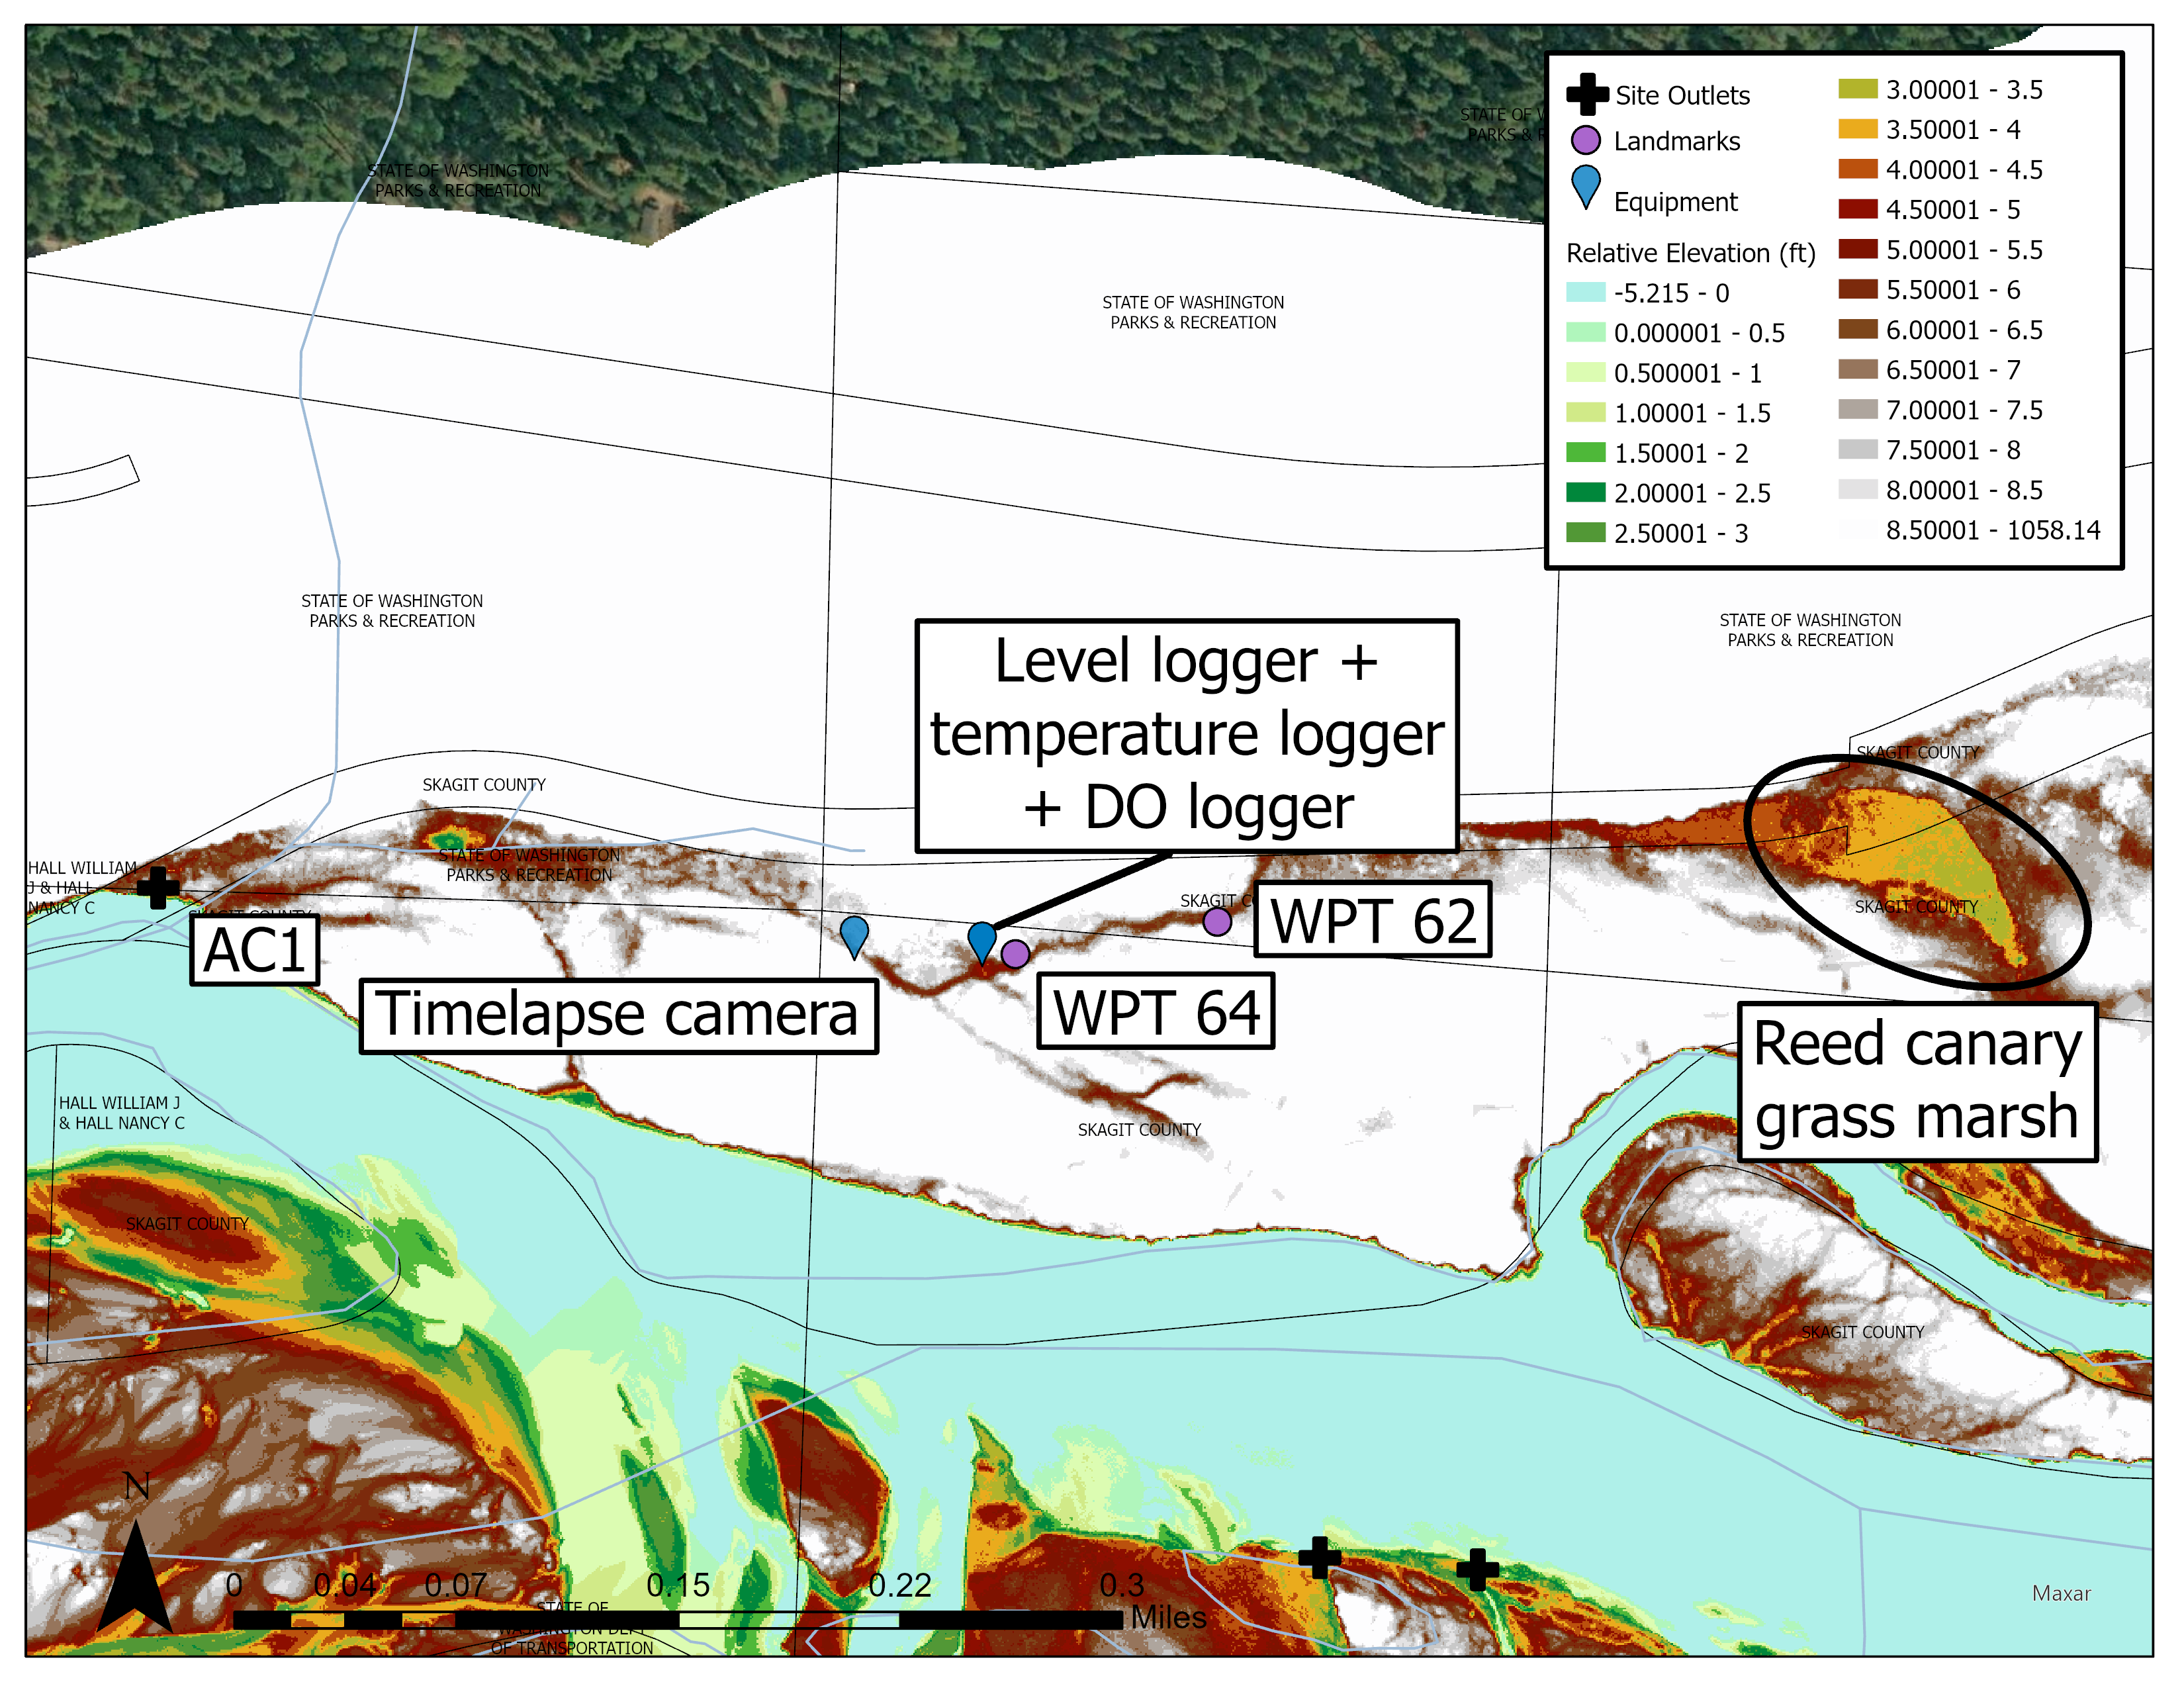 STATE OF WASHINGTON
PARKS & RECREATION
STATE OF W
PARKS & R
Site Outlets
Landmarks
Equipment
Relative Elevation (ft)
-5.215 - 0
0.000001 - 0.5
0.500001 - 1
1.00001 - 1.5
1.50001 - 2
2.00001 - 2.5
2.50001 - 3
3.00001 - 3.5
3.50001 - 4
4.00001 - 4.5
4.50001 - 5
5.00001 - 5.5
5.50001 - 6
6.00001 - 6.5
6.50001 - 7
7.00001 - 7.5
7.50001 - 8
8.00001 - 8.5
8.50001 - 1058.14
STATE OF WASHINGTON
PARKS & RECREATION
STATE OF WASHINGTON
PARKS & RECREATION
STATE OF WASHINGTON
PARKS & RECREATION
Level logger +
temperature logger
+ DO logger
SKAGIT COUNTY
SKAGIT COUNTY
STATE OF WASHINGTON
PARKS & RECREATION
HALL WILLIAM
J & HALL
NANCY C
SKAGIT COUNTY
AC1
SKAGIT CO
WPT 62
SKAGIT COUNTY
Timelapse camera
WPT 64
Reed canary
grass marsh
HALL WILLIAM J
& HALL NANCY C
SKAGIT COUNTY
SKAGIT COUNTY
SKAGIT COUNTY
N
0 0.04 0.07 0.15 0.22 0.3
Miles
STATE OF
WASHINGTON DEPT
OF TRANSPORTATION
Maxar